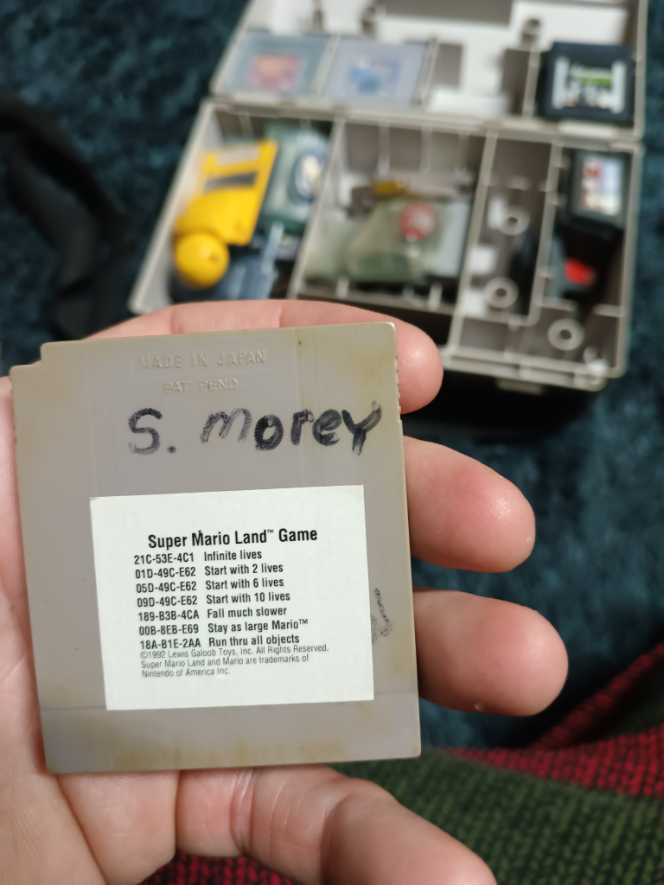 MADE IN JAPAN
PAT. PEND
S. Morey
Super Mario Land™ Game
21C-53E-4C1 Infinite lives
01D-49C-E62 Start with 2 lives
05D-49C-E62 Start with 6 lives
09D-49C-E62 Start with 10 lives
189-B3B-4CA Fall much slower
00B-8EB-E69 Stay as large Mario™
18A-B1E-2AA Run thru all objects
©1992 Lewis Galoob Toys, Inc. All Rights Reserved.
Super Mario Land and Mario are trademarks of
Nintendo of America Inc.